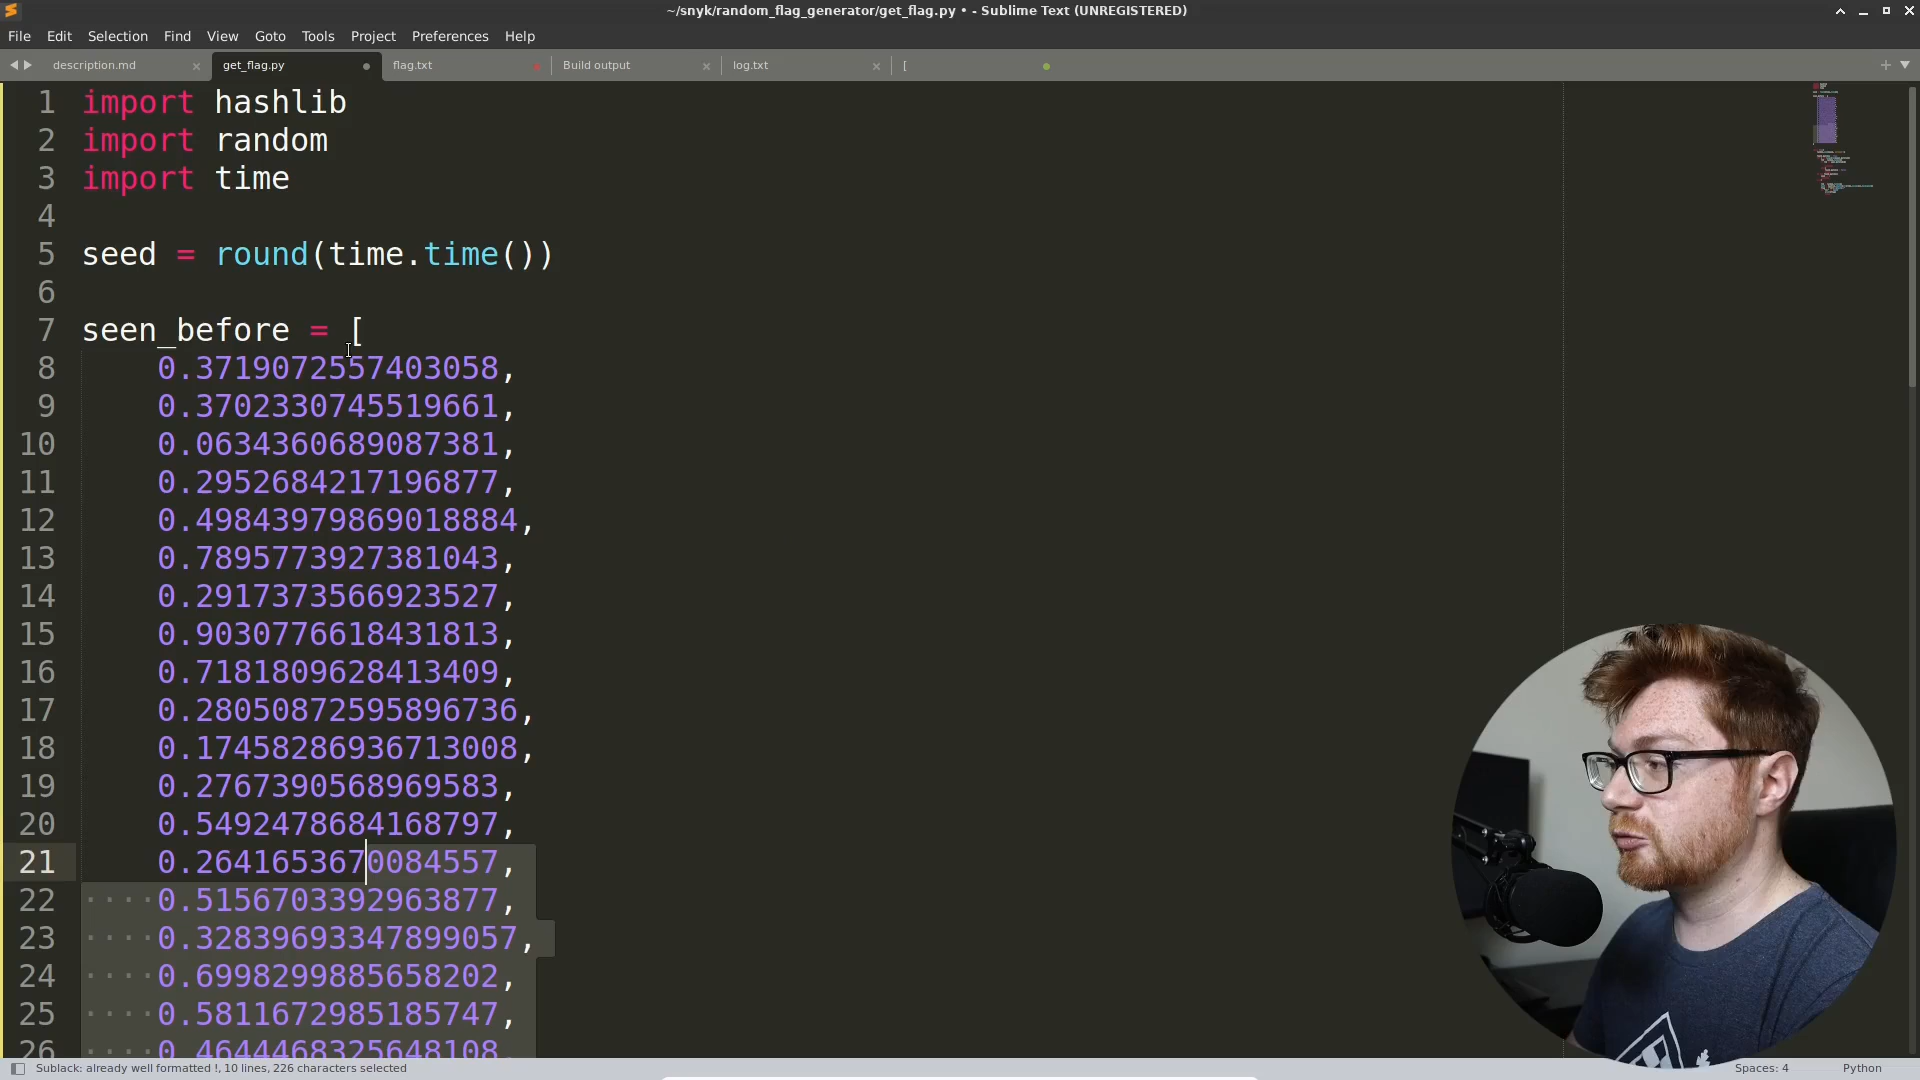 ~/snyk/random_flag_generator/get_flag.py • - Sublime Text (UNREGISTERED)
File Edit Selection Find View Goto Tools Project Preferences Help
description.md get_flag.py flag.txt Build output log.txt [
1 import hashlib
2 import random
3 import time
4
5 seed = round(time.time())
6
7 seen_before = [
8 0.3719072557403058,
9 0.3702330745519661,
10 0.0634360689087381,
11 0.2952684217196877,
12 0.49843979869018884,
13 0.7895773927381043,
14 0.2917373566923527,
15 0.9030776618431813,
16 0.7181809628413409,
17 0.28050872595896736,
18 0.17458286936713008,
19 0.2767390568969583,
20 0.5492478684168797,
21 0.2641653670084557,
22 ····0.5156703392963877,
23 ····0.32839693347899057,
24 ····0.6998299885658202,
25 ····0.5811672985185747,
26 ····0.4644468325648108,
Sublack: already well formatted !, 10 lines, 226 characters selected Spaces: 4 Python